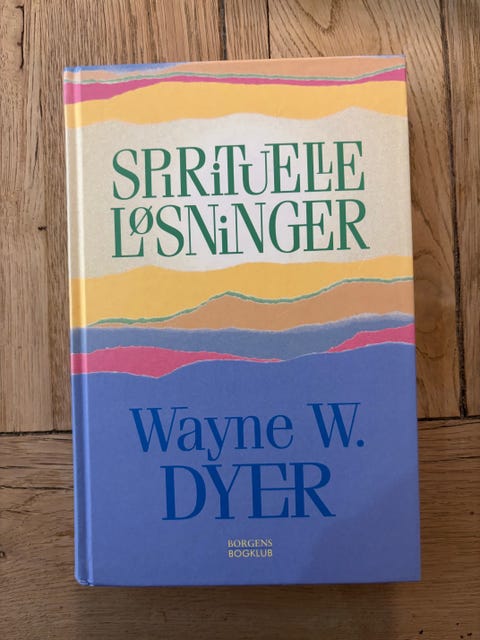 SPIRITUELLE
LØSNINGER
Wayne W.
DYER
BORGENS
BOGKLUB